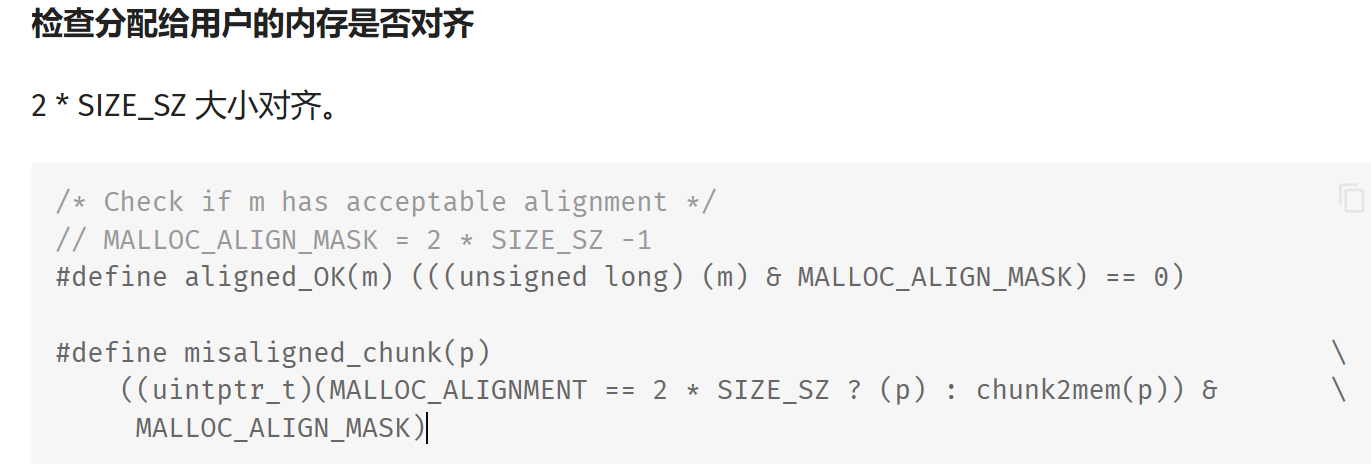 检查分配给用户的内存是否对齐
2 * SIZE_SZ 大小对齐。
/* Check if m has acceptable alignment */
// MALLOC_ALIGN_MASK = 2 * SIZE_SZ -1
#define aligned_OK(m) (((unsigned long) (m) & MALLOC_ALIGN_MASK) == 0)
#define misaligned_chunk(p) \
((uintptr_t)(MALLOC_ALIGNMENT == 2 * SIZE_SZ ? (p) : chunk2mem(p)) & \
MALLOC_ALIGN_MASK)